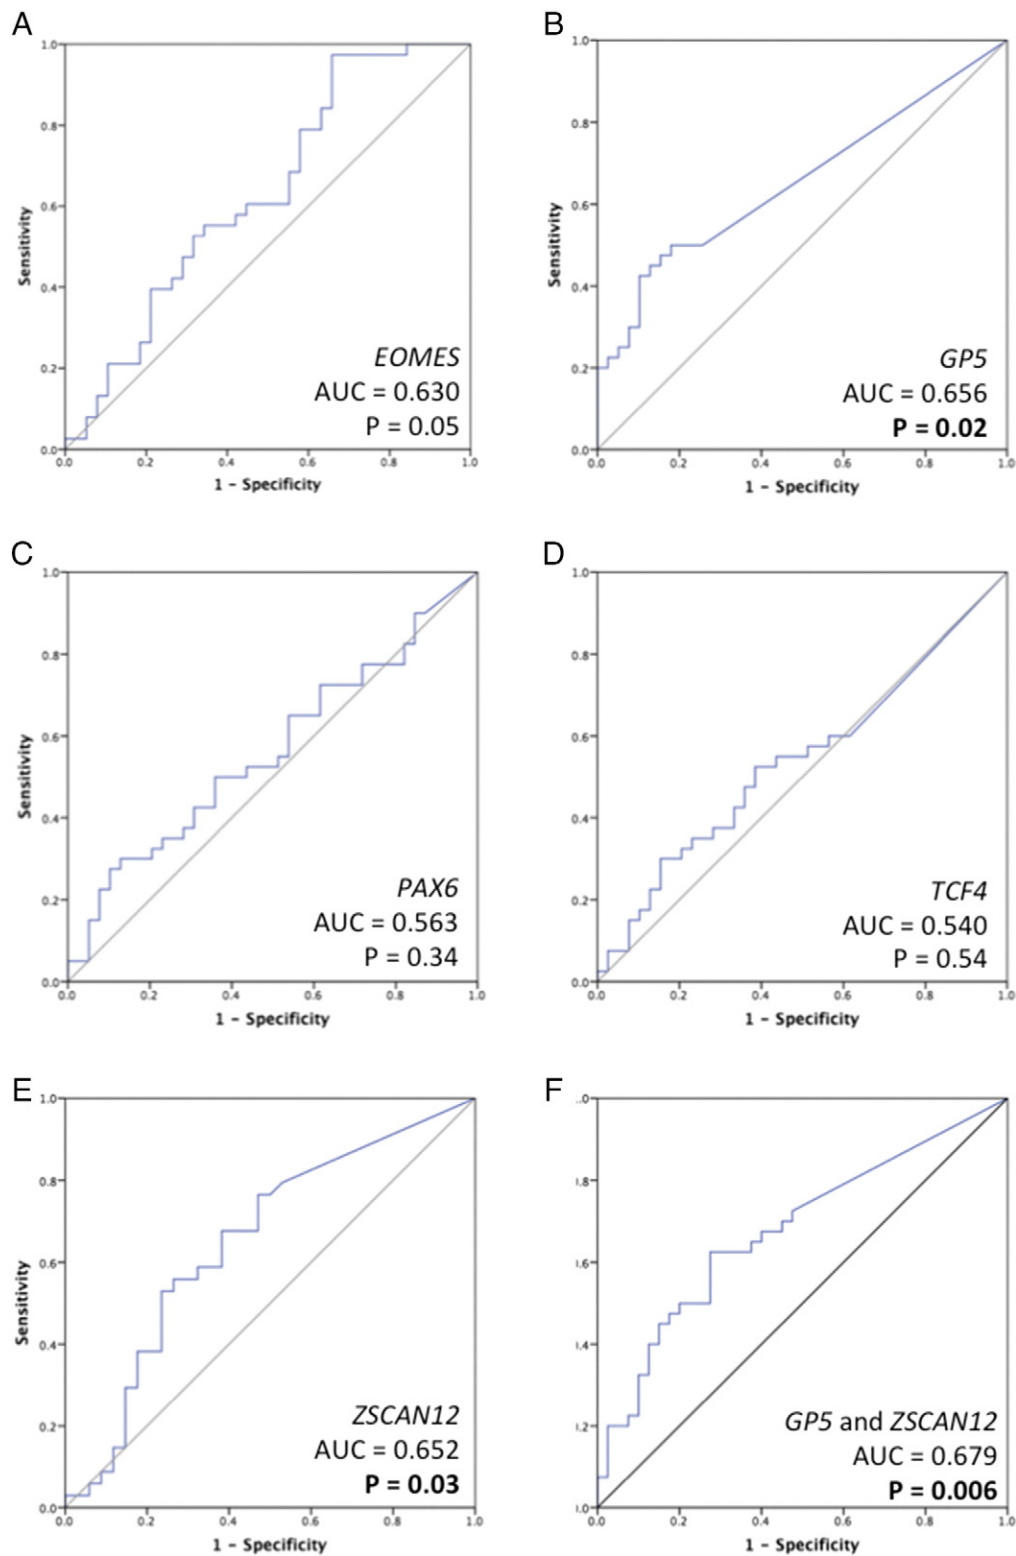 A
1.0
0.8
0.6
0.4
0.2
0.0
Sensitivity
EOMES
AUC = 0.630
P = 0.05
0.0 0.2 0.4 0.6 0.8 1.0
1 - Specificity
B
1.0
0.8
0.6
0.4
0.2
0.0
Sensitivity
GP5
AUC = 0.656
P = 0.02
0.0 0.2 0.4 0.6 0.8 1.0
1 - Specificity
C
1.0
0.8
0.6
0.4
0.2
0.0
Sensitivity
PAX6
AUC = 0.563
P = 0.34
0.0 0.2 0.4 0.6 0.8 1.0
1 - Specificity
D
1.0
0.8
0.6
0.4
0.2
0.0
TCF4
AUC = 0.540
P = 0.54
0.0 0.2 0.4 0.6 0.8 1.0
1 - Specificity
E
1.0
0.8
0.6
0.4
0.2
0.0
Sensitivity
ZSCAN12
AUC = 0.652
P = 0.03
0.0 0.2 0.4 0.6 0.8 1.0
1 - Specificity
F
.0
.8
.6
.4
.2
.0
GP5 and ZSCAN12
AUC = 0.679
P = 0.006
0.0 0.2 0.4 0.6 0.8 1.0
1 - Specificity